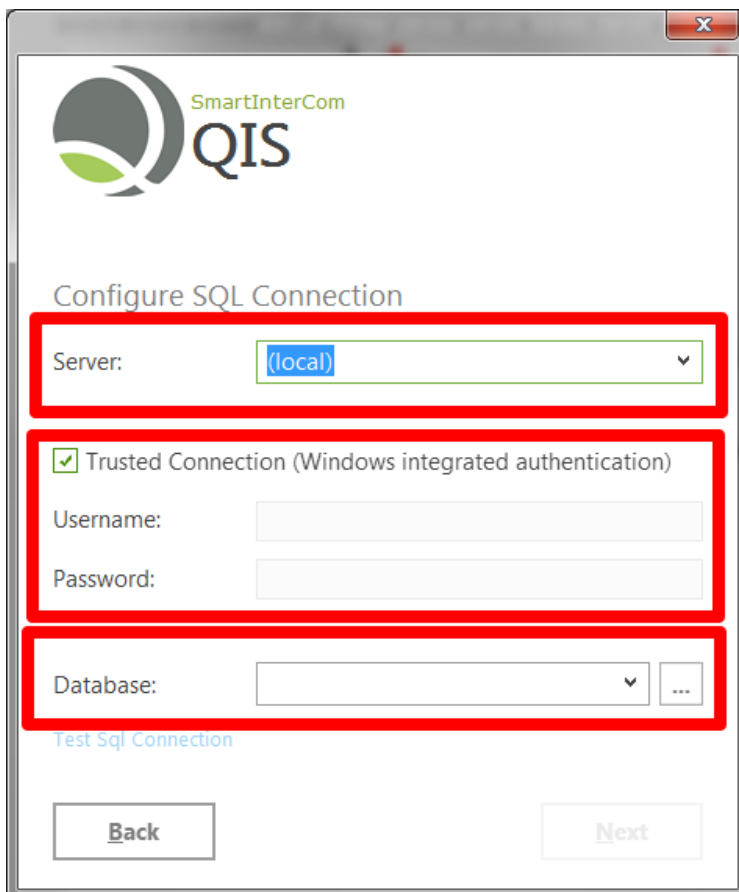 x
SmartInterCom
QIS
Configure SQL Connection
Server: (local)
Trusted Connection (Windows integrated authentication)
Username:
Password:
Database: ...
Test Sql Connection
Back Next